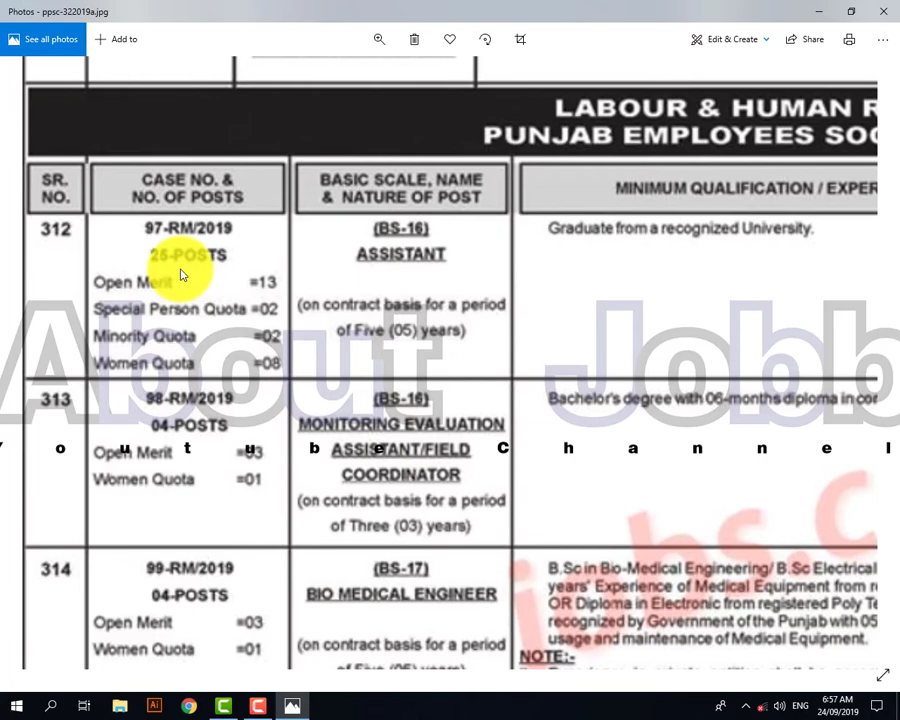 Photos - ppsc-322019a.jpg
See all photos
Add to
Edit & Create
Share
LABOUR & HUMAN R
PUNJAB EMPLOYEES SOC
SR. NO.
CASE NO. & NO. OF POSTS
BASIC SCALE, NAME & NATURE OF POST
MINIMUM QUALIFICATION / EXPER
312
97-RM/2019
25-POSTS
Open Merit =13
Special Person Quota =02
Minority Quota =02
Women Quota =08
(BS-16)
ASSISTANT
(on contract basis for a period
of Five (05) years)
Graduate from a recognized University.
About Jobb
Youtube Channel
313
98-RM/2019
04-POSTS
Open Merit =03
Women Quota =01
(BS-16)
MONITORING EVALUATION
ASSISTANT/FIELD
COORDINATOR
(on contract basis for a period
of Three (03) years)
Bachelor's degree with 06-months diploma in con
314
99-RM/2019
04-POSTS
Open Merit =03
Women Quota =01
(BS-17)
BIO MEDICAL ENGINEER
(on contract basis for a period
of Five (05) years)
B.Sc in Bio-Medical Engineering/ B.Sc Electrical
years' Experience of Medical Equipment from r
OR Diploma in Electronic from registered Poly Te
recognized by Government of the Punjab with 05
usage and maintenance of Medical Equipment.
NOTE:-
jobs.c
ENG
6:57 AM
24/09/2019